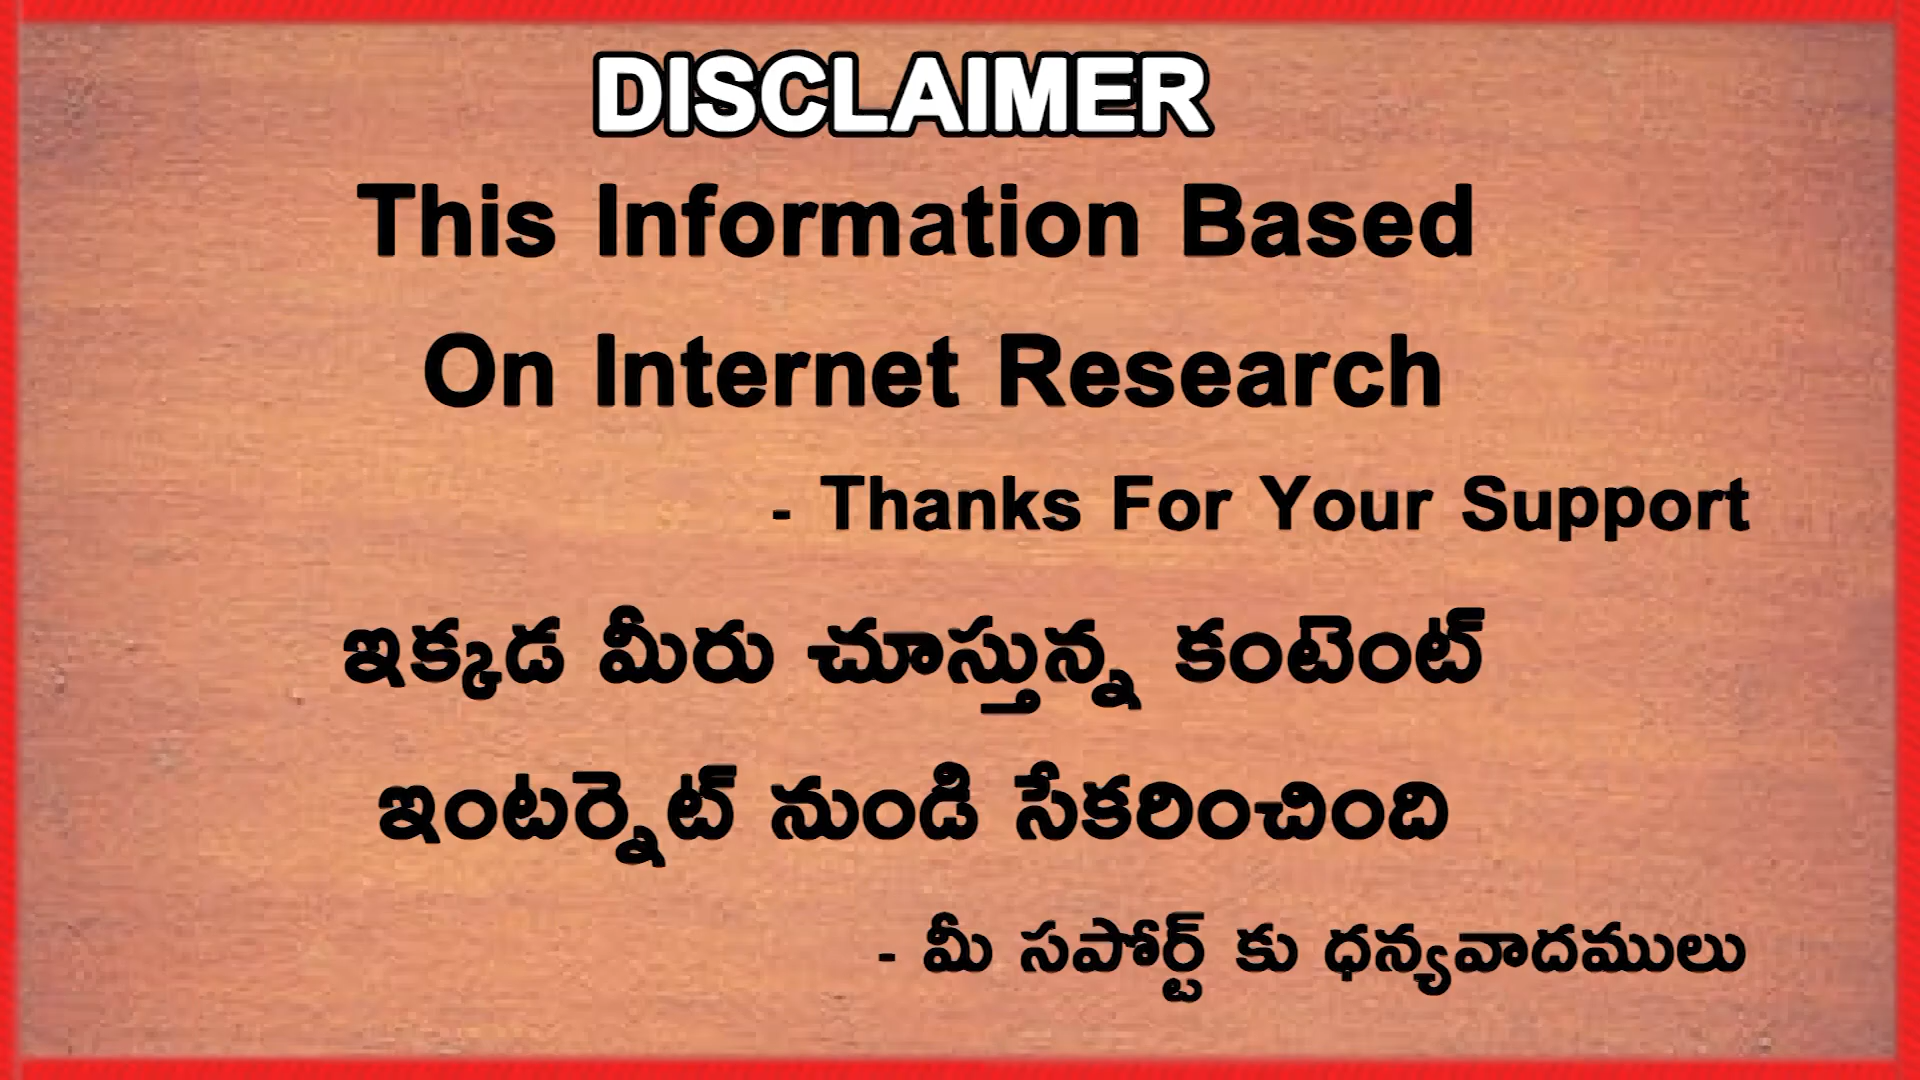 DISCLAIMER
This Information Based
On Internet Research
- Thanks For Your Support
ఇక్కడ మీరు చూస్తున్న కంటెంట్
ఇంటర్నెట్ నుండి సేకరించింది
- మీ సపోర్ట్ కు ధన్యవాదములు